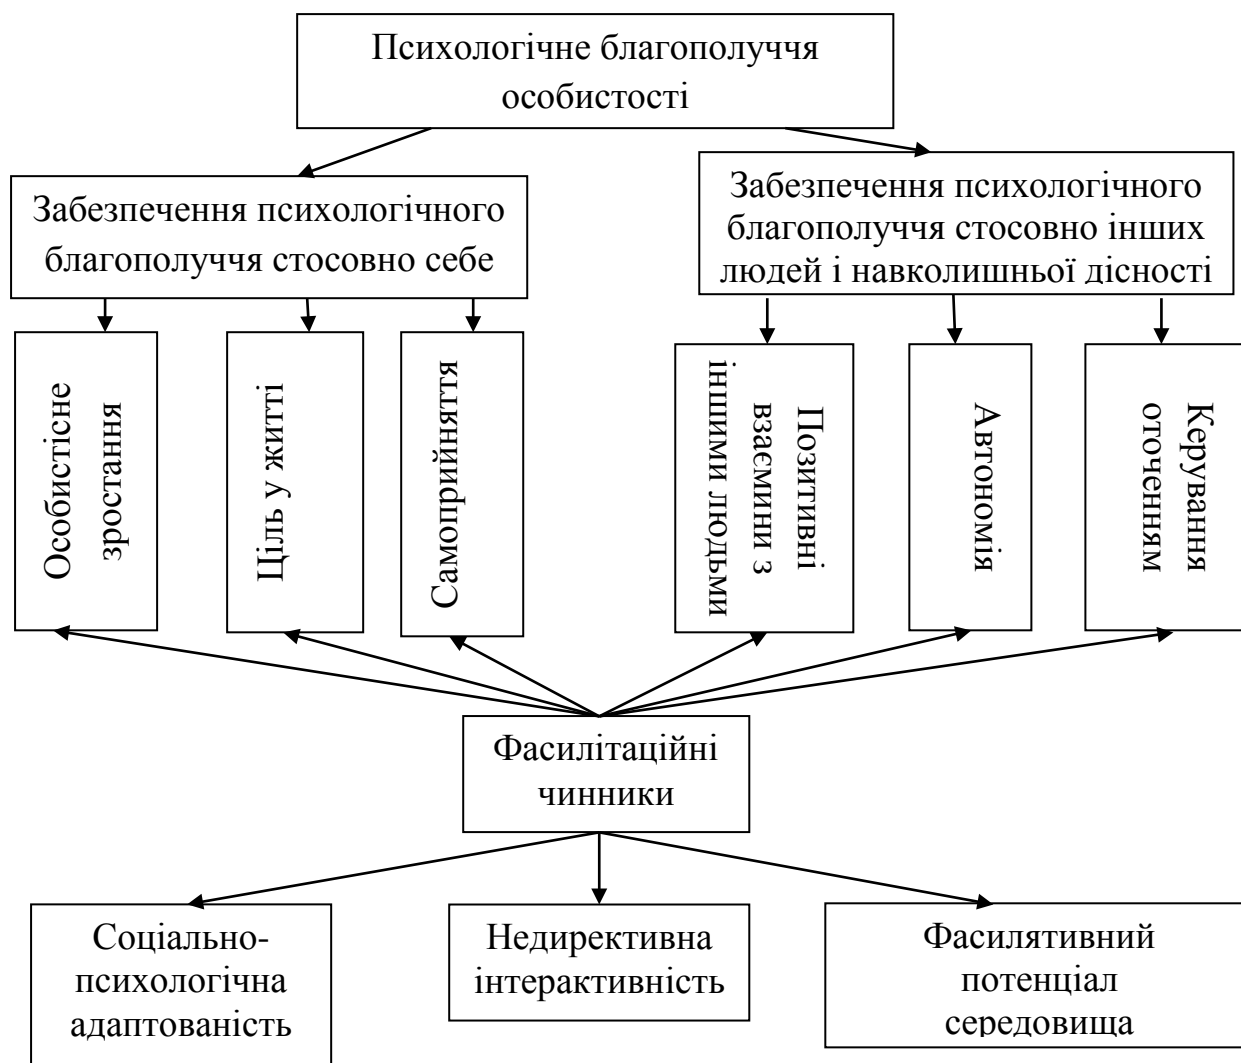 Психологічне благополуччя
особистості
Забезпечення психологічного
благополуччя стосовно себе
Забезпечення психологічного
благополуччя стосовно інших
людей і навколишньої дісності
Особистісне
зростання
Ціль у житті
Самоприйняття
Позитивні
взаємини з
іншими людьми
Автономія
Керування
оточенням
Фасилітаційні
чинники
Соціально-
психологічна
адаптованість
Недирективна
інтерактивність
Фасилятивний
потенціал
середовища